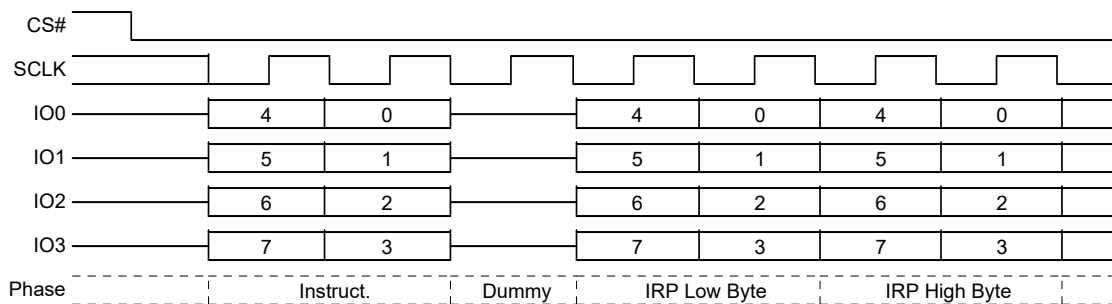 CS#
SCLK
IO0 4 0 4 0 4 0
IO1 5 1 5 1 5 1
IO2 6 2 6 2 6 2
IO3 7 3 7 3 7 3
Phase Instruct. Dummy IRP Low Byte IRP High Byte